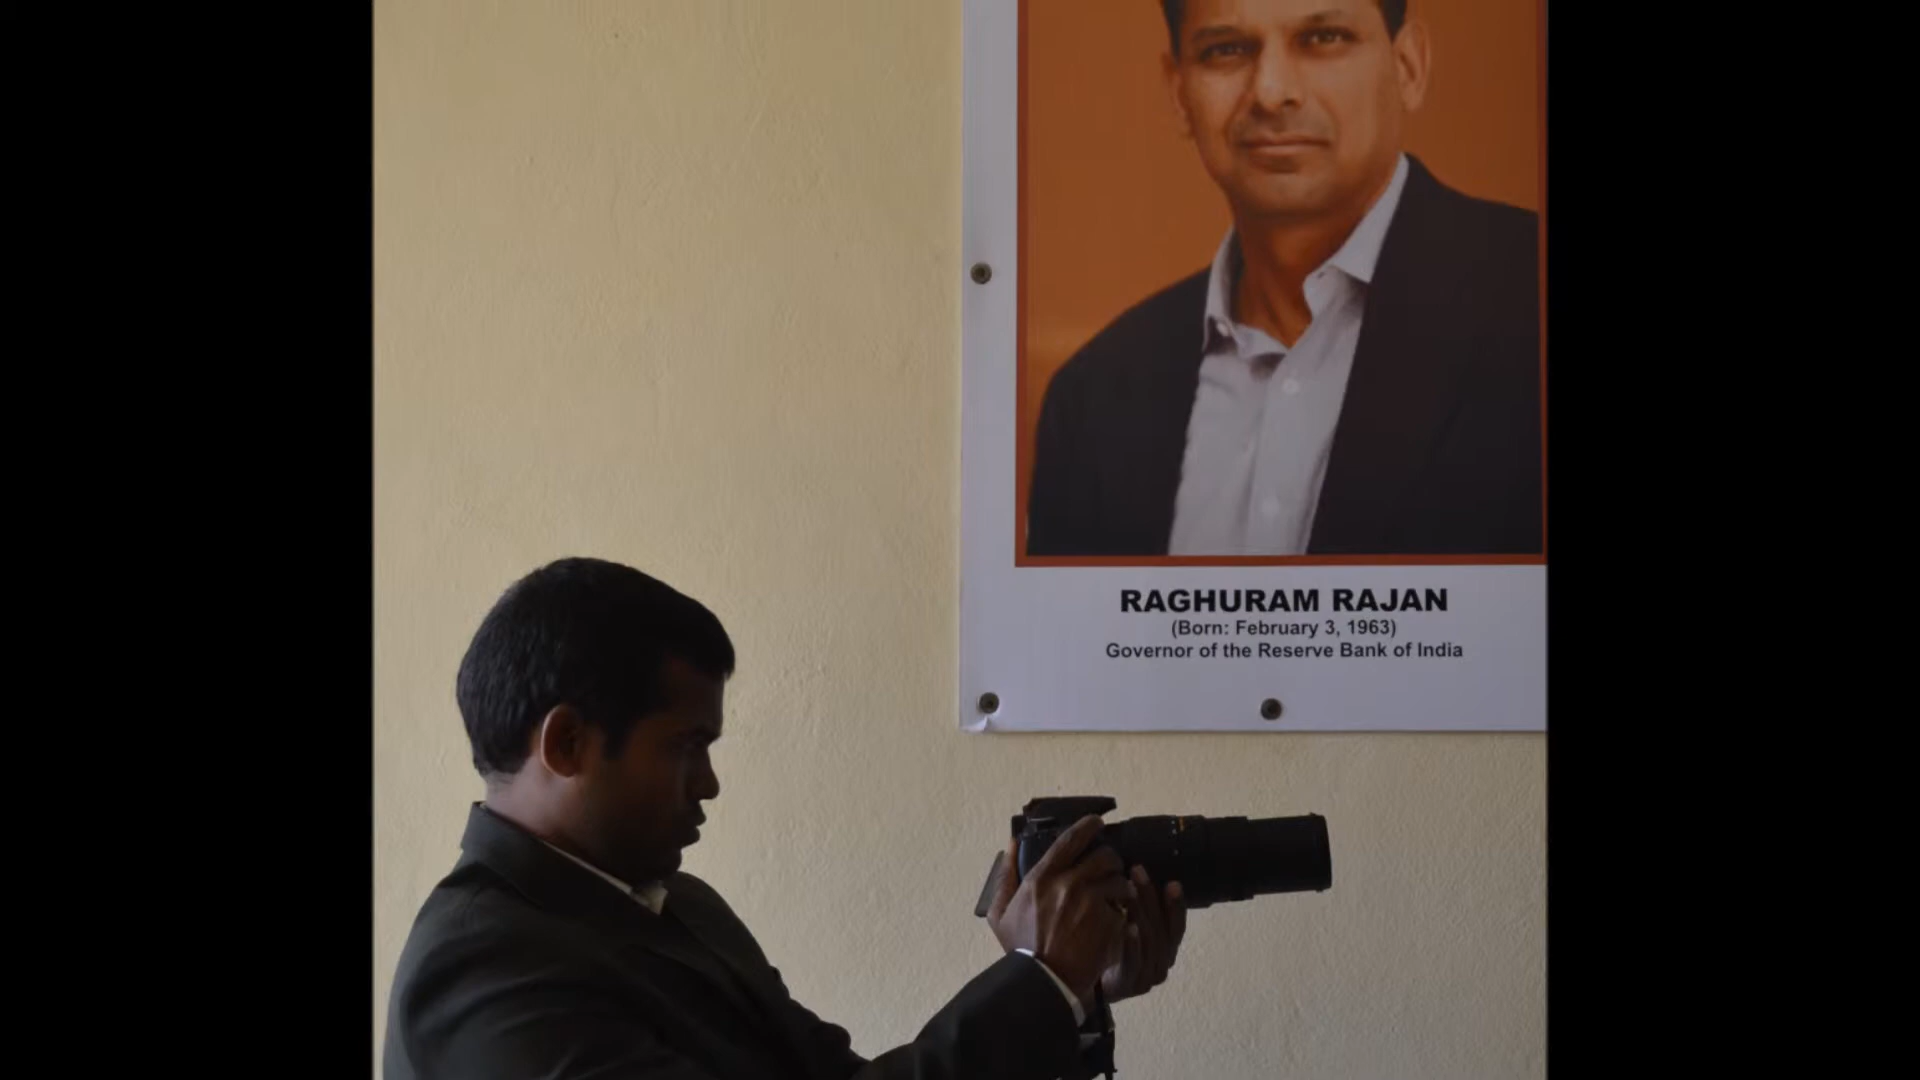 RAGHURAM RAJAN
(Born: February 3, 1963)
Governor of the Reserve Bank of India